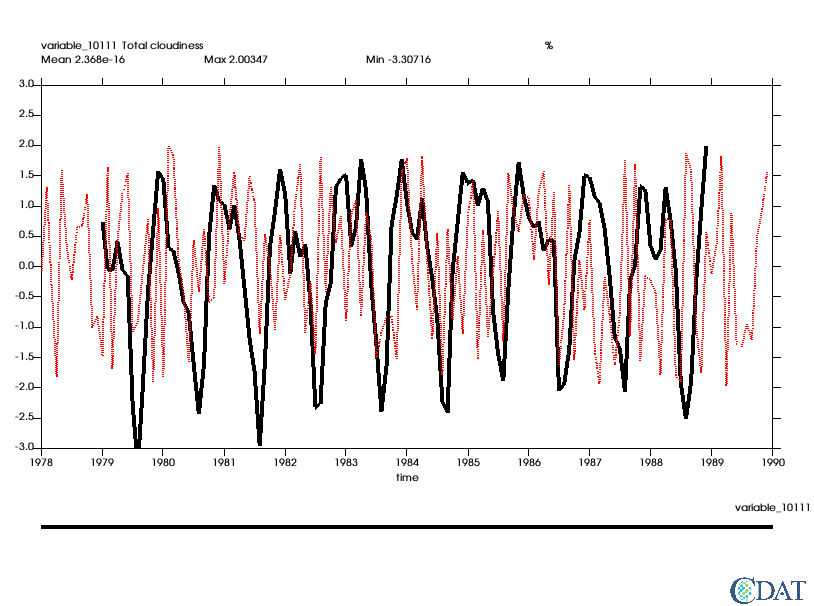 variable_10111 Total cloudiness %
Mean 2.368e-16 Max 2.00347 Min -3.30716
3.0
2.5
2.0
1.5
1.0
0.5
0.0
-0.5
-1.0
-1.5
-2.0
-2.5
-3.0
1978 1979 1980 1981 1982 1983 1984 1985 1986 1987 1988 1989 1990
time
variable_10111
CDAT